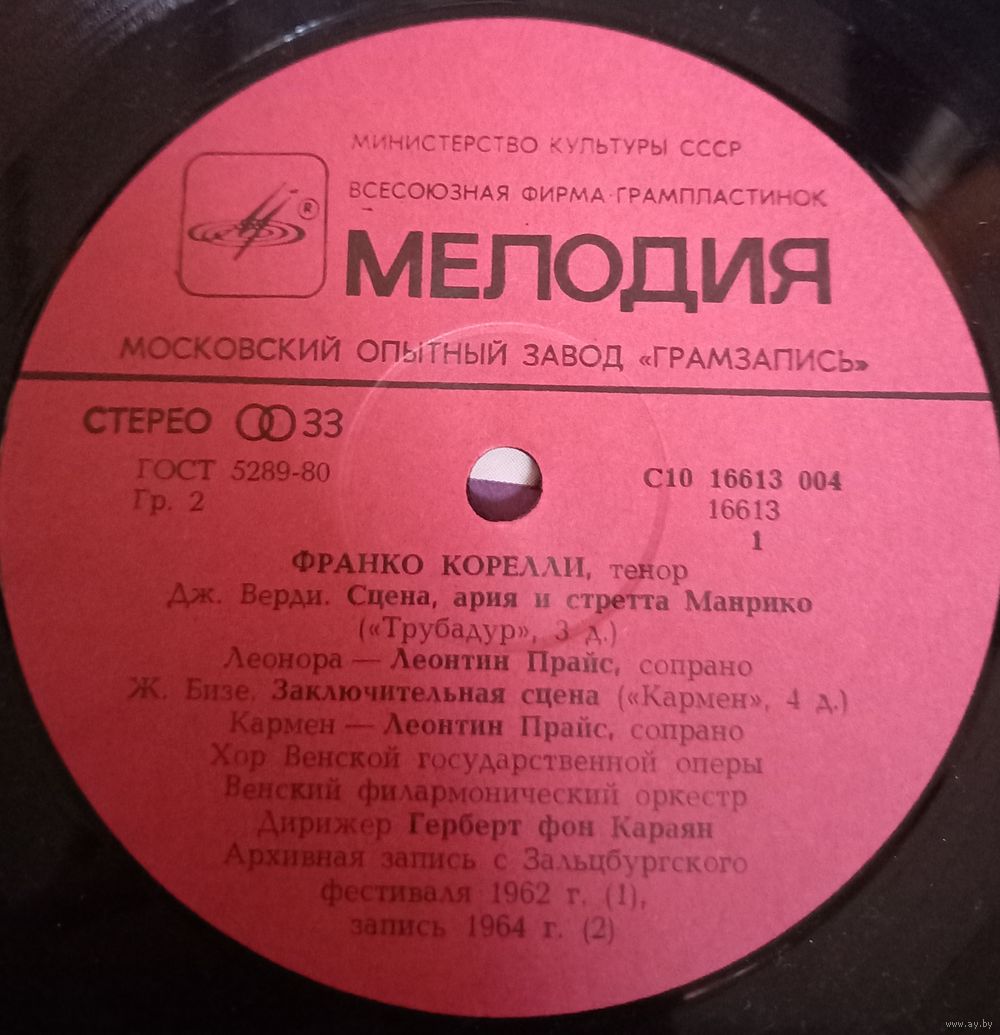 МИНИСТЕРСТВО КУЛЬТУРЫ СССР
ВСЕСОЮЗНАЯ ФИРМА·ГРАМПЛАСТИНОК
®
МЕЛОДИЯ
МОСКОВСКИЙ ОПЫТНЫЙ ЗАВОД «ГРАМЗАПИСЬ»
СТЕРЕО 33
ГОСТ 5289-80
Гр. 2
С10 16613 004
16613
1
ФРАНКО КОРЕЛЛИ, тенор
Дж. Верди. Сцена, ария и стретта Манрико
(«Трубадур», 3 д.)
Леонора — Леонтин Прайс, сопрано
Ж. Бизе. Заключительная сцена («Кармен», 4 д.)
Кармен — Леонтин Прайс, сопрано
Хор Венской государственной оперы
Венский филармонический оркестр
Дирижер Герберт фон Караян
Архивная запись с Зальцбургского
фестиваля 1962 г. (1),
запись 1964 г. (2)
www.ay.by